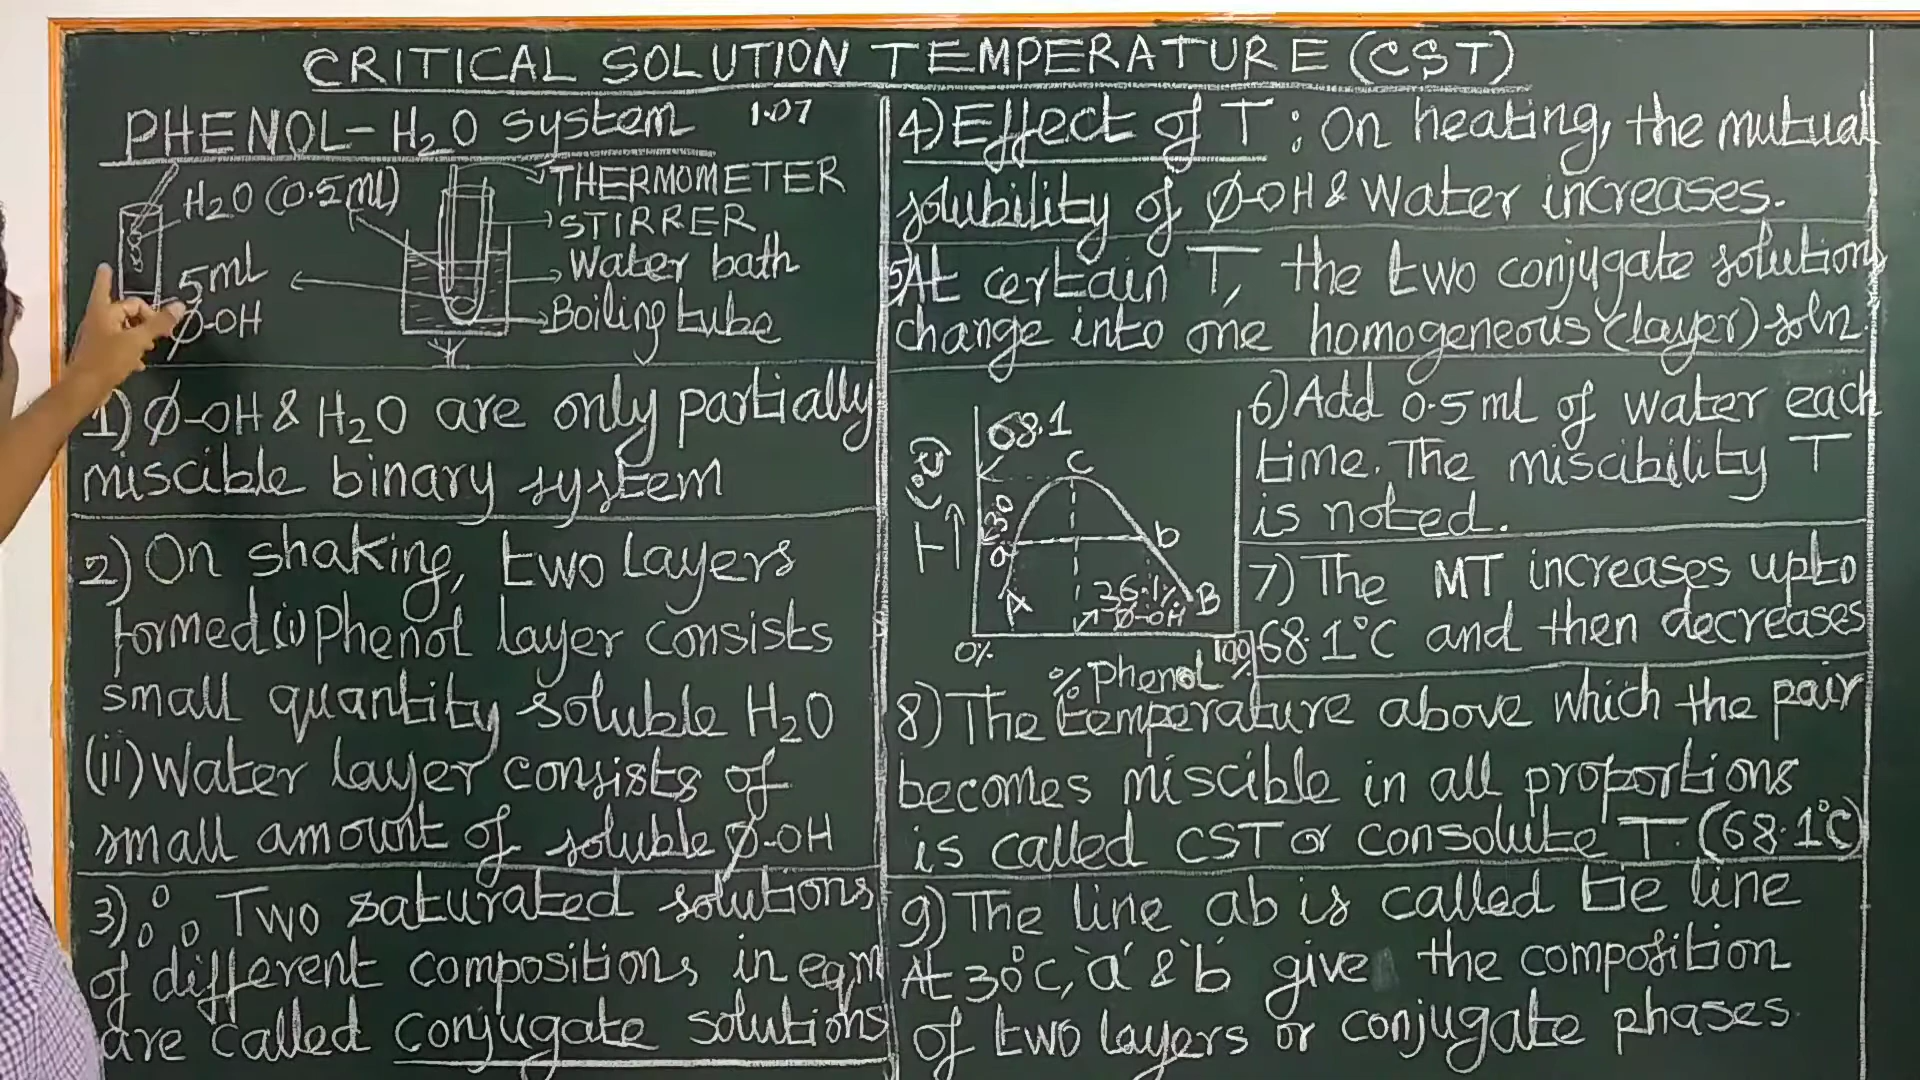 CRITICAL SOLUTION TEMPERATURE (CST)
PHENOL-H2O system 1.07
H2O (0.5ml)
5ml
Ø-OH
THERMOMETER
STIRRER
Water bath
Boiling tube
1) Ø-OH & H2O are only partially
miscible binary system
2) On shaking, two layers
formed (i) Phenol layer consists
small quantity soluble H2O
(ii) Water layer consists of
small amount of soluble Ø-OH
3) ∴ Two saturated solutions
of different compositions in eqm
are called conjugate solutions
4) Effect of T : On heating, the mutual
solubility of Ø-OH & Water increases.
5) At certain T, the two conjugate solutions
change into one homogeneous (layer) soln.
68.1
C
T → (°C)
30
a
b
A
B
36.1%
Ø-OH
0%
100%
% Phenol
6) Add 0.5 ml of water each
time. The miscibility T
is noted.
7) The MT increases upto
68.1°C and then decreases
8) The temperature above which the pair
becomes miscible in all proportions
is called CST or consolute T. (68.1°C)
9) The line ab is called tie line
At 30°C, 'a' & 'b' give the composition
of two layers or conjugate phases.